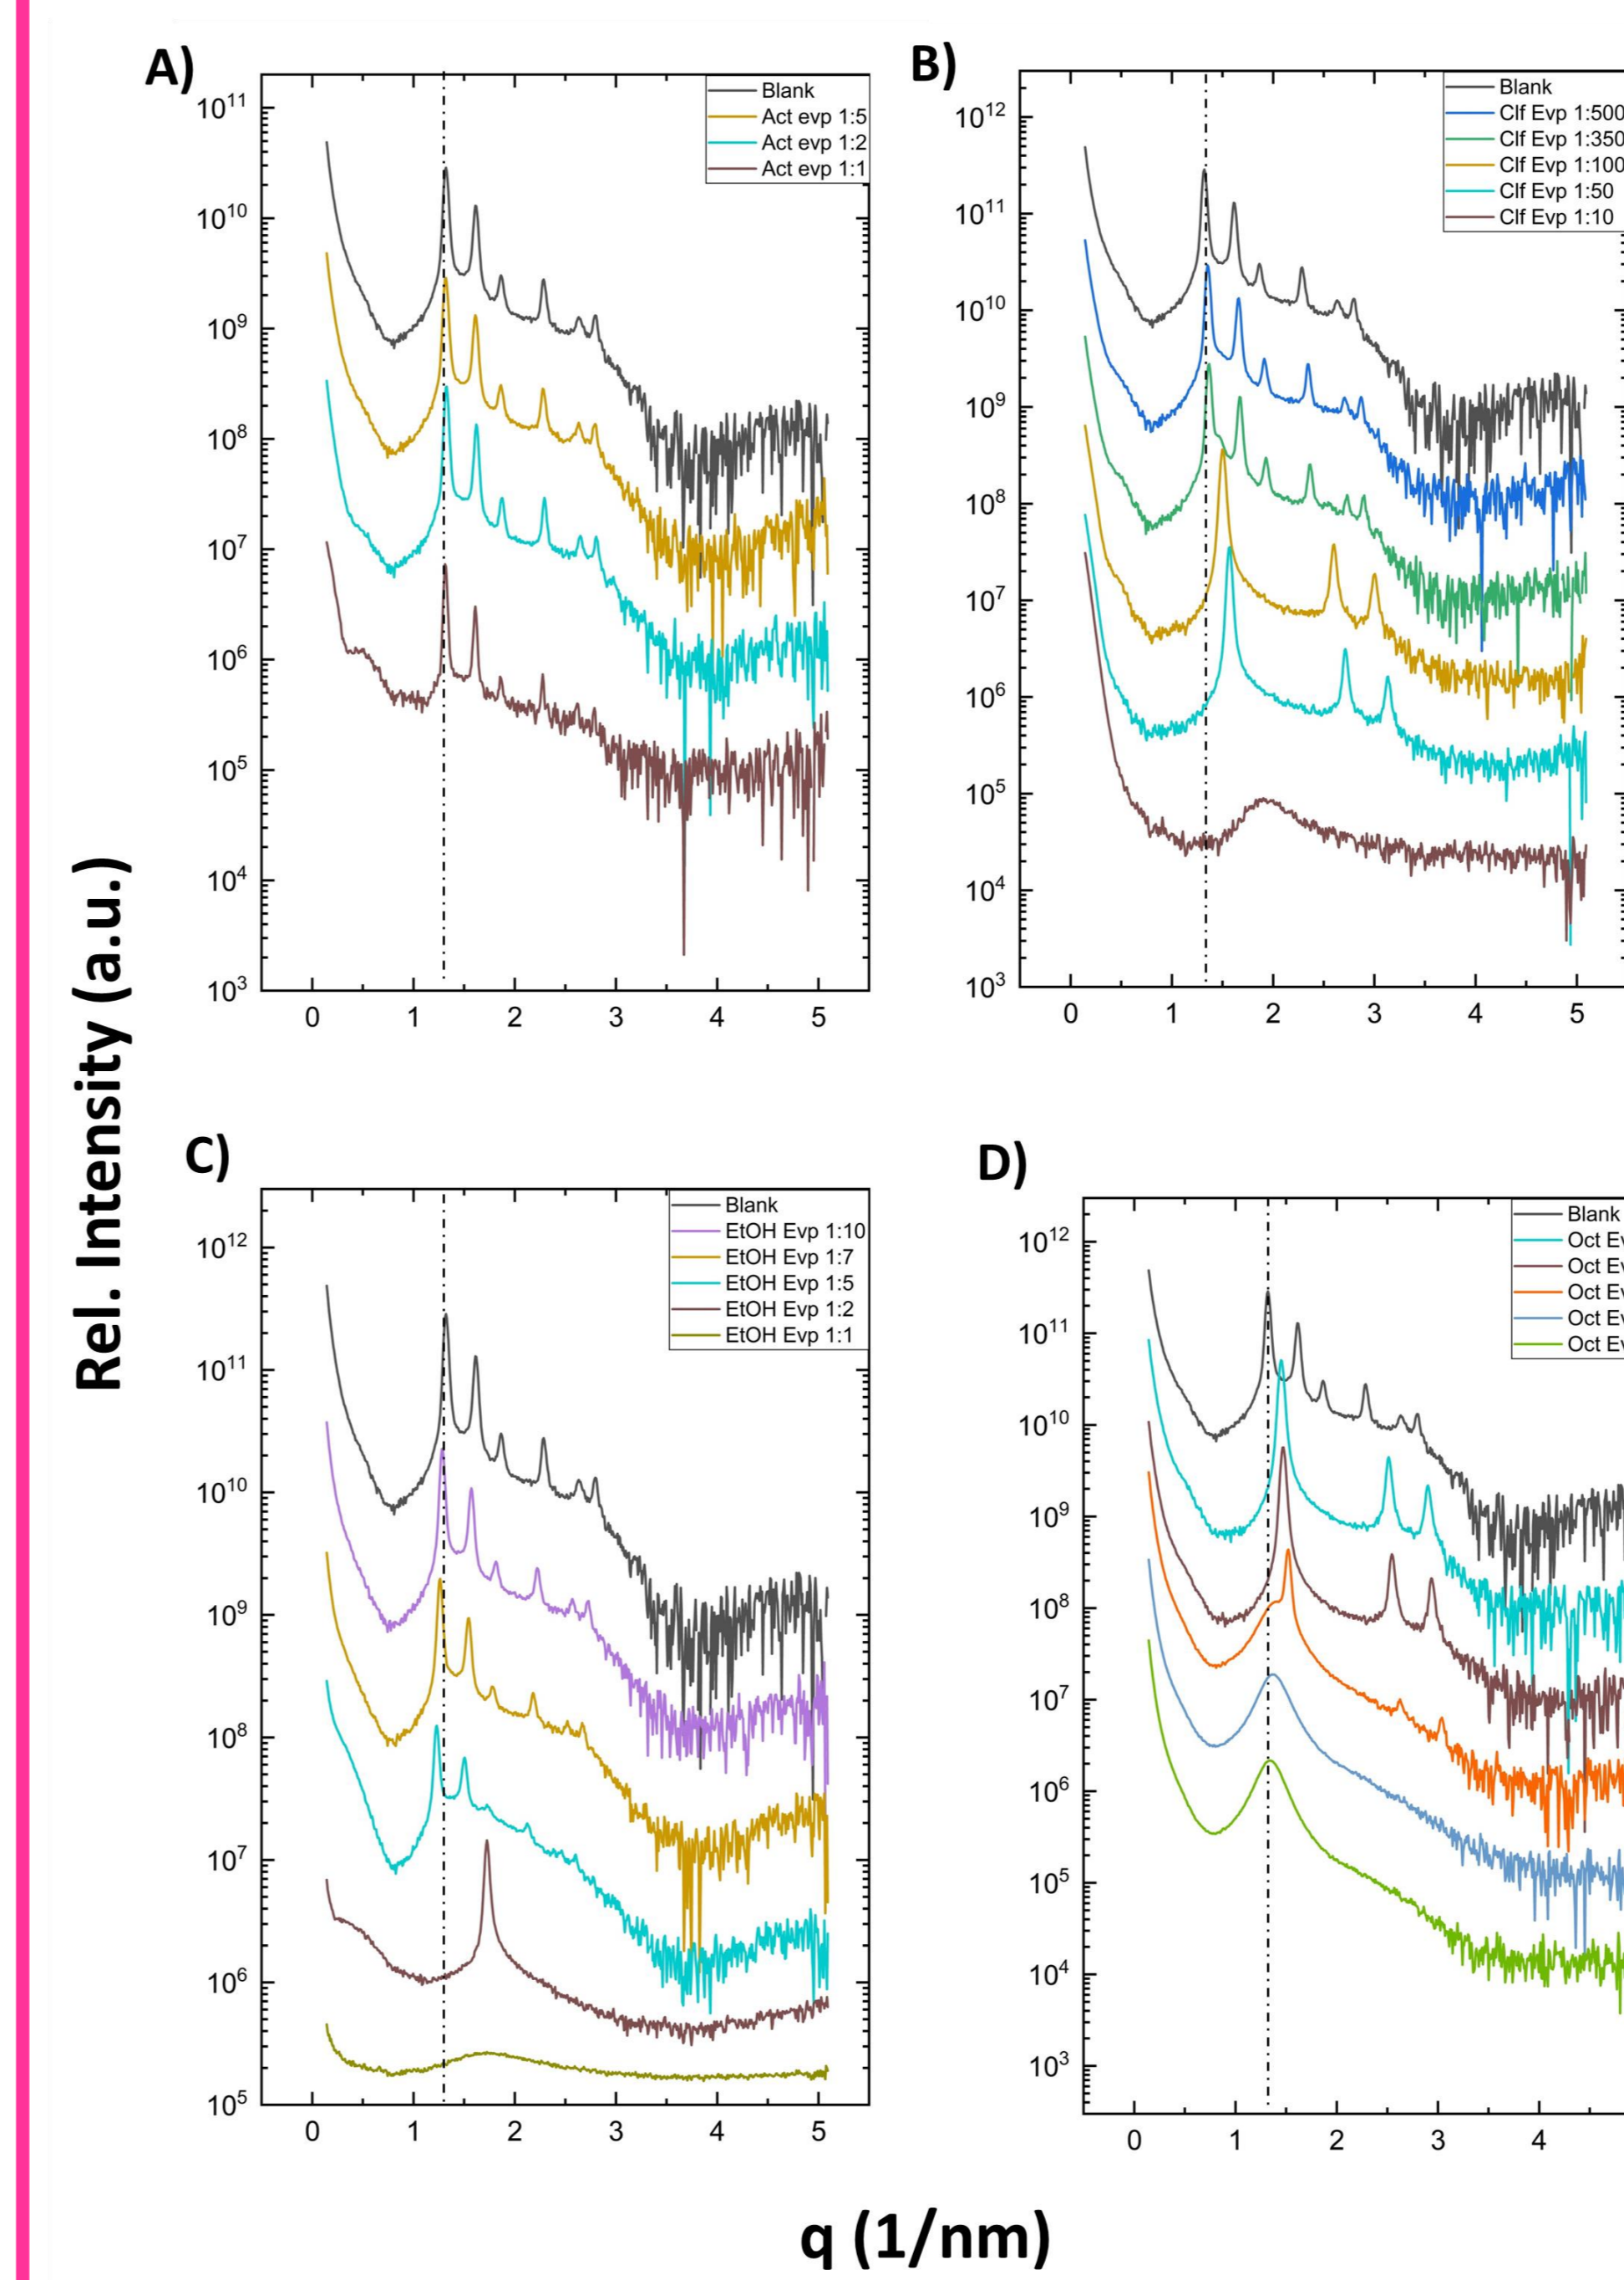 A)
Blank
Act evp 1:5
Act evp 1:2
Act evp 1:1
10^11
10^10
10^9
10^8
10^7
10^6
10^5
10^4
10^3
0 1 2 3 4 5
B)
Blank
Clf Evp 1:500
Clf Evp 1:350
Clf Evp 1:100
Clf Evp 1:50
Clf Evp 1:10
10^12
10^11
10^10
10^9
10^8
10^7
10^6
10^5
10^4
10^3
0 1 2 3 4 5
Rel. Intensity (a.u.)
C)
Blank
EtOH Evp 1:10
EtOH Evp 1:7
EtOH Evp 1:5
EtOH Evp 1:2
EtOH Evp 1:1
10^12
10^11
10^10
10^9
10^8
10^7
10^6
10^5
0 1 2 3 4 5
D)
Blank
Oct
Oct
Oct
Oct
Oct
10^12
10^11
10^10
10^9
10^8
10^7
10^6
10^5
10^4
10^3
0 1 2 3 4
q (1/nm)